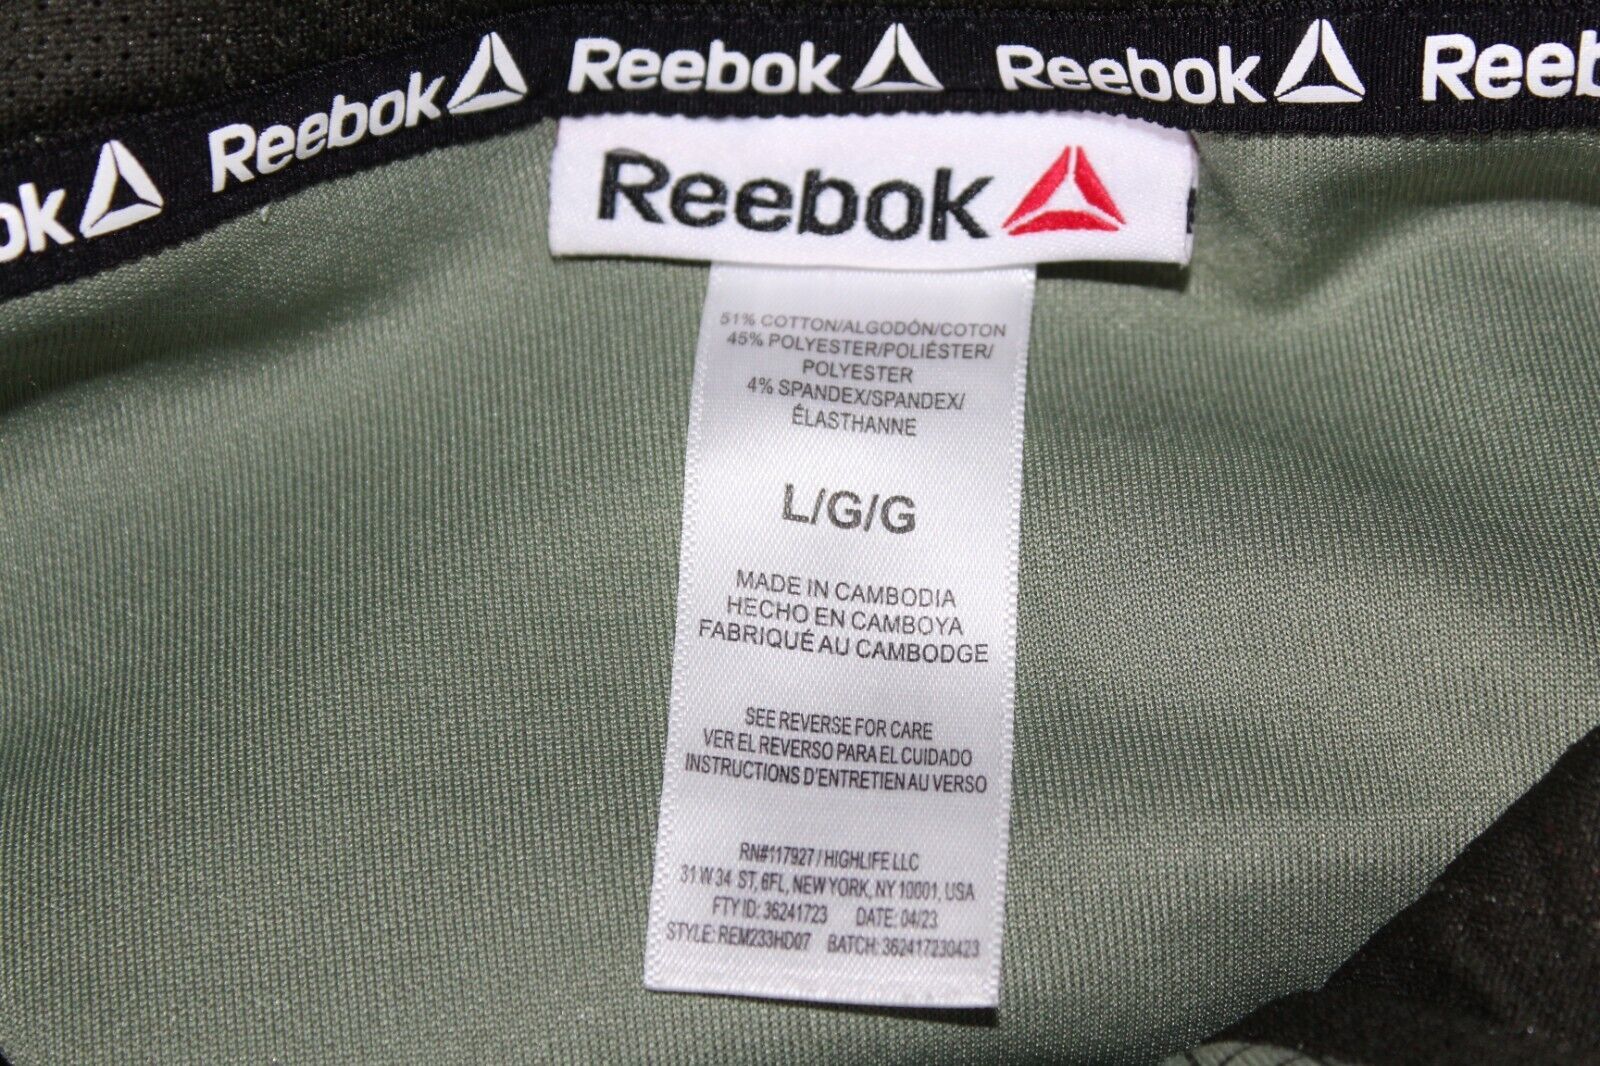 ok
Reebok
Reebok
Reebok
Reeb
Reebok
51% COTTON/ALGODÓN/COTON
45% POLYESTER/POLIÉSTER/
POLYESTER
4% SPANDEX/SPANDEX/
ÉLASTHANNE
L/G/G
MADE IN CAMBODIA
HECHO EN CAMBOYA
FABRIQUÉ AU CAMBODGE
SEE REVERSE FOR CARE
VER EL REVERSO PARA EL CUIDADO
INSTRUCTIONS D'ENTRETIEN AU VERSO
RN#117927 / HIGHLIFE LLC
31 W 34 ST, 6FL, NEW YORK, NY 10001, USA
FTY ID: 36241723 DATE: 04/23
STYLE: REM233HD07 BATCH: 362417230423